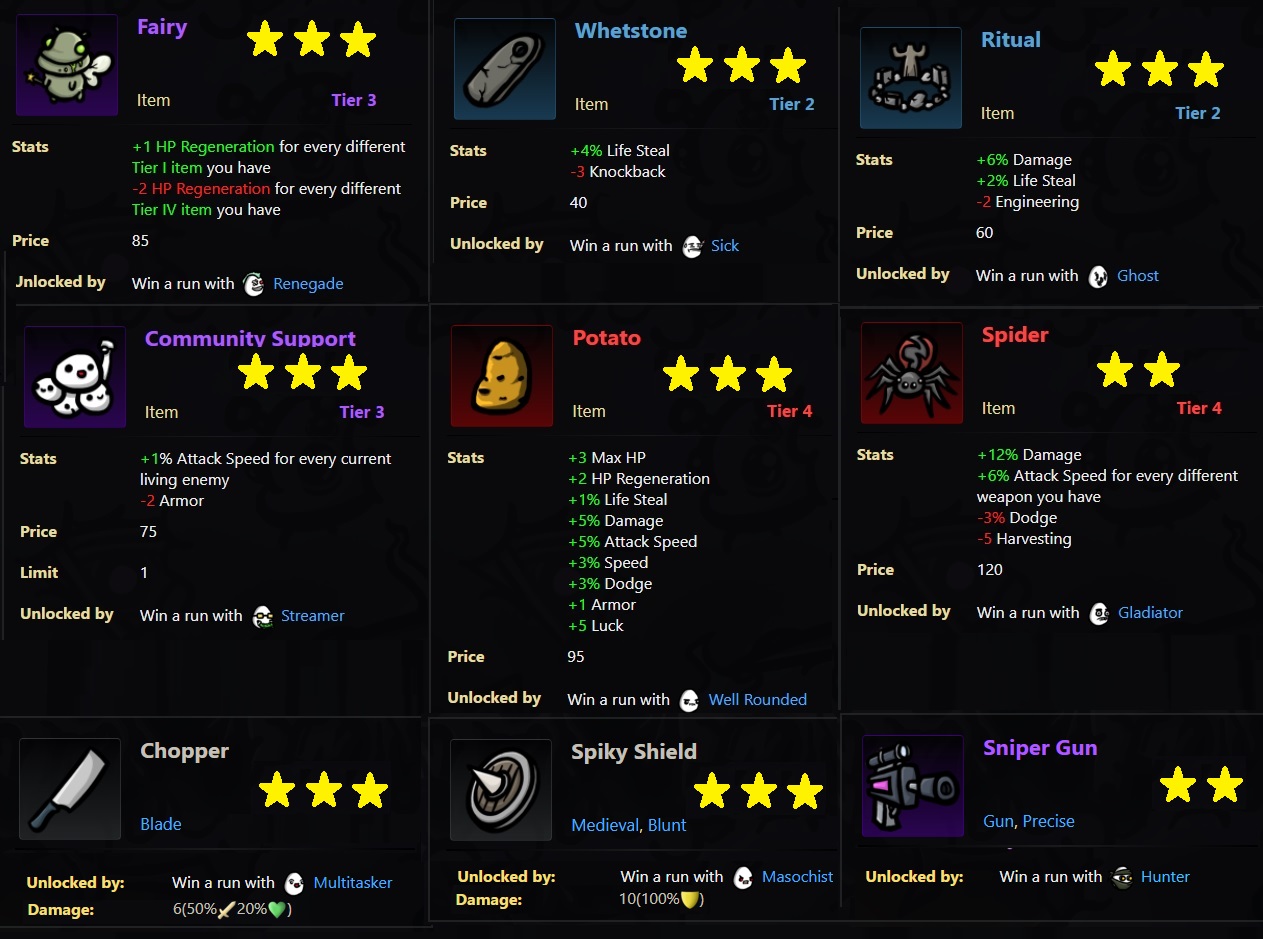 Fairy
Item
Tier 3
Stats
+1 HP Regeneration for every different
Tier I item you have
-2 HP Regeneration for every different
Tier IV item you have
Price
85
Jnlocked by
Win a run with Renegade
Whetstone
Item
Tier 2
Stats
+4% Life Steal
-3 Knockback
Price
40
Unlocked by
Win a run with Sick
Ritual
Item
Tier 2
Stats
+6% Damage
+2% Life Steal
-2 Engineering
Price
60
Unlocked by
Win a run with Ghost
Community Support
Item
Tier 3
Stats
+1% Attack Speed for every current
living enemy
-2 Armor
Price
75
Limit
1
Unlocked by
Win a run with Streamer
Potato
Item
Tier 4
Stats
+3 Max HP
+2 HP Regeneration
+1% Life Steal
+5% Damage
+5% Attack Speed
+3% Speed
+3% Dodge
+1 Armor
+5 Luck
Price
95
Unlocked by
Win a run with Well Rounded
Spider
Item
Tier 4
Stats
+12% Damage
+6% Attack Speed for every different
weapon you have
-3% Dodge
-5 Harvesting
Price
120
Unlocked by
Win a run with Gladiator
Chopper
Blade
Unlocked by:
Win a run with Multitasker
Damage:
6(50% 20% )
Spiky Shield
Medieval, Blunt
Unlocked by:
Win a run with Masochist
Damage:
10(100% )
Sniper Gun
Gun, Precise
Unlocked by:
Win a run with Hunter